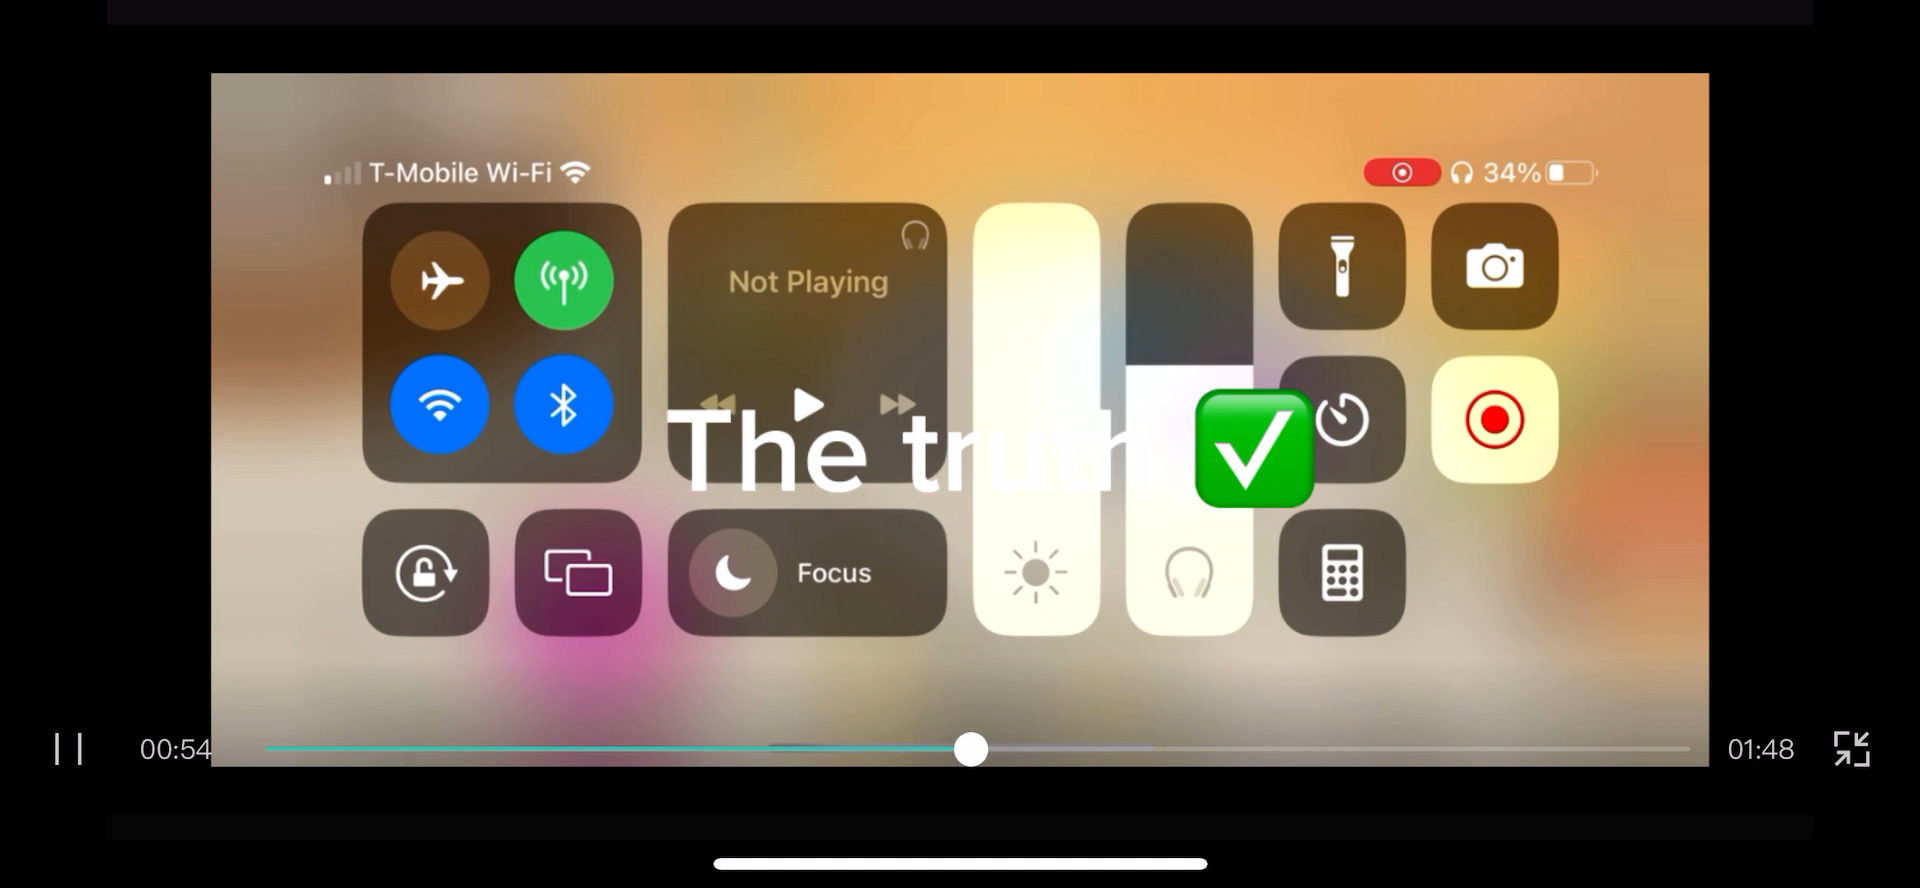 T-Mobile Wi-Fi
34%
Not Playing
The truth ✅
Focus
00:54
01:48